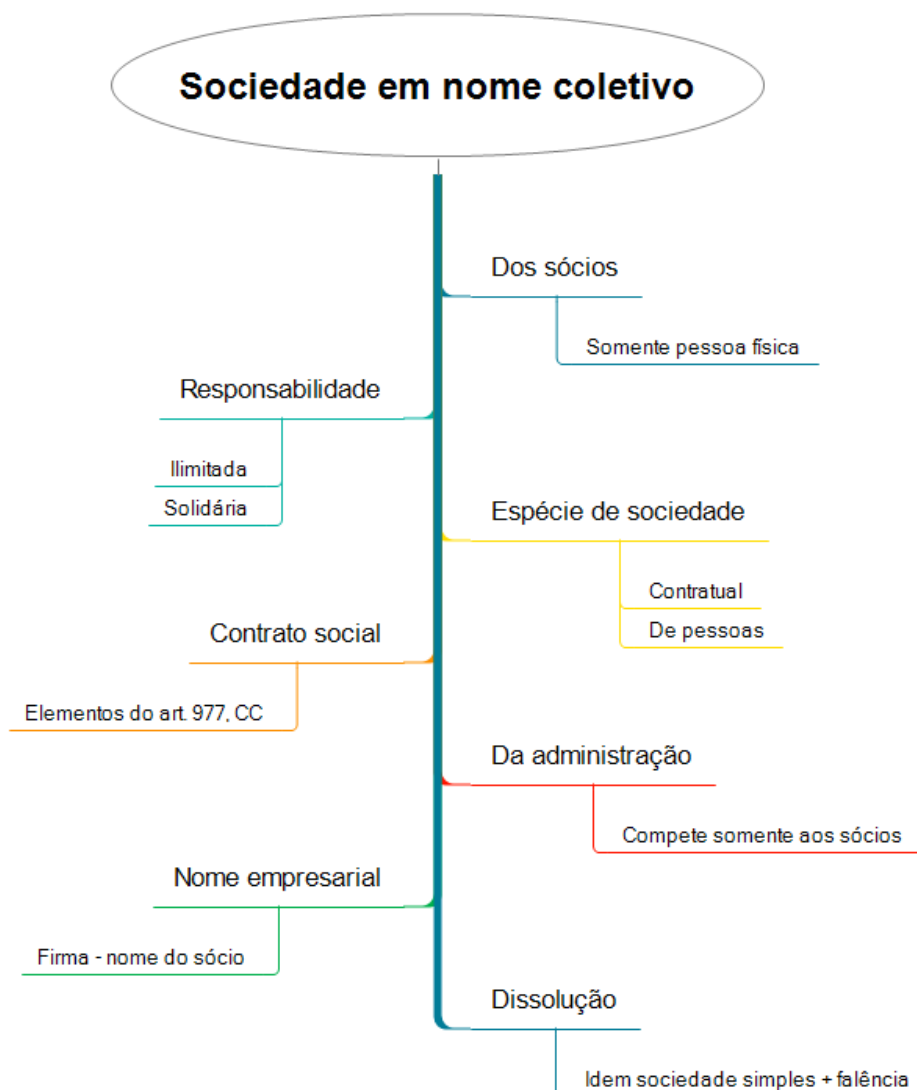 Sociedade em nome coletivo
Dos sócios
Somente pessoa física
Responsabilidade
Ilimitada
Solidária
Espécie de sociedade
Contratual
De pessoas
Contrato social
Elementos do art. 977, CC
Da administração
Compete somente aos sócios
Nome empresarial
Firma - nome do sócio
Dissolução
Idem sociedade simples + falência